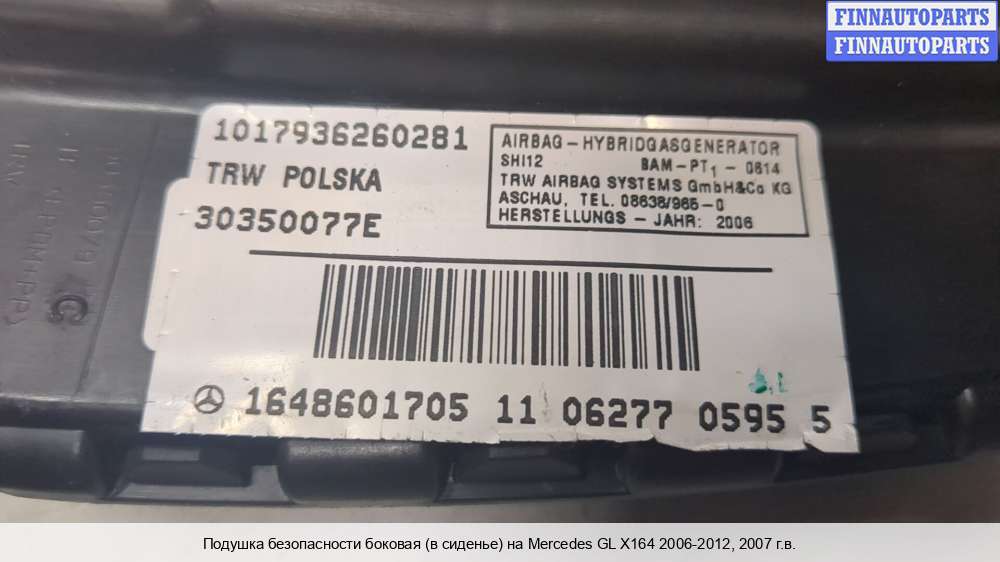 FINNAUTOPARTS
FINNAUTOPARTS
1017936260281
TRW POLSKA
30350077E
AIRBAG - HYBRIDGASGENERATOR
SHI12 BAM-PT1 - 0614
TRW AIRBAG SYSTEMS GmbH&Co KG
ASCHAU, TEL. 08638/985-0
HERSTELLUNGS - JAHR: 2006
1648601705 11 06277 0595 5
Подушка безопасности боковая (в сиденье) на Mercedes GL X164 2006-2012, 2007 г.в.